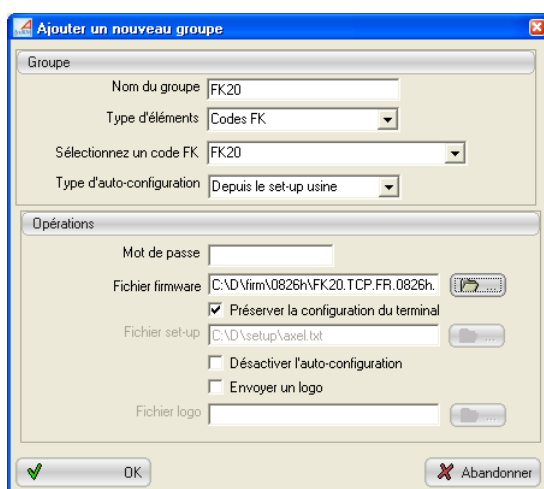 Ajouter un nouveau groupe
Groupe
Nom du groupe FK20
Type d'éléments Codes FK
Sélectionnez un code FK FK20
Type d'auto-configuration Depuis le set-up usine
Opérations
Mot de passe
Fichier firmware C:\D\firm\0826h\FK20.TCP.FR.0826h. ...
Préserver la configuration du terminal
Fichier set-up C:\D\setup\axel.txt ...
Désactiver l'auto-configuration
Envoyer un logo
Fichier logo ...
OK Abandonner